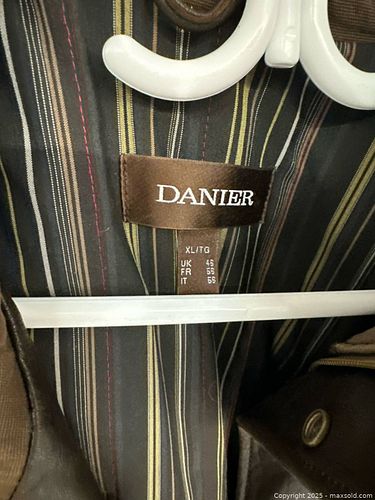 DANIER
XL/TG
UK 46
FR 56
IT 56
Copyright 2025 - maxsold.com